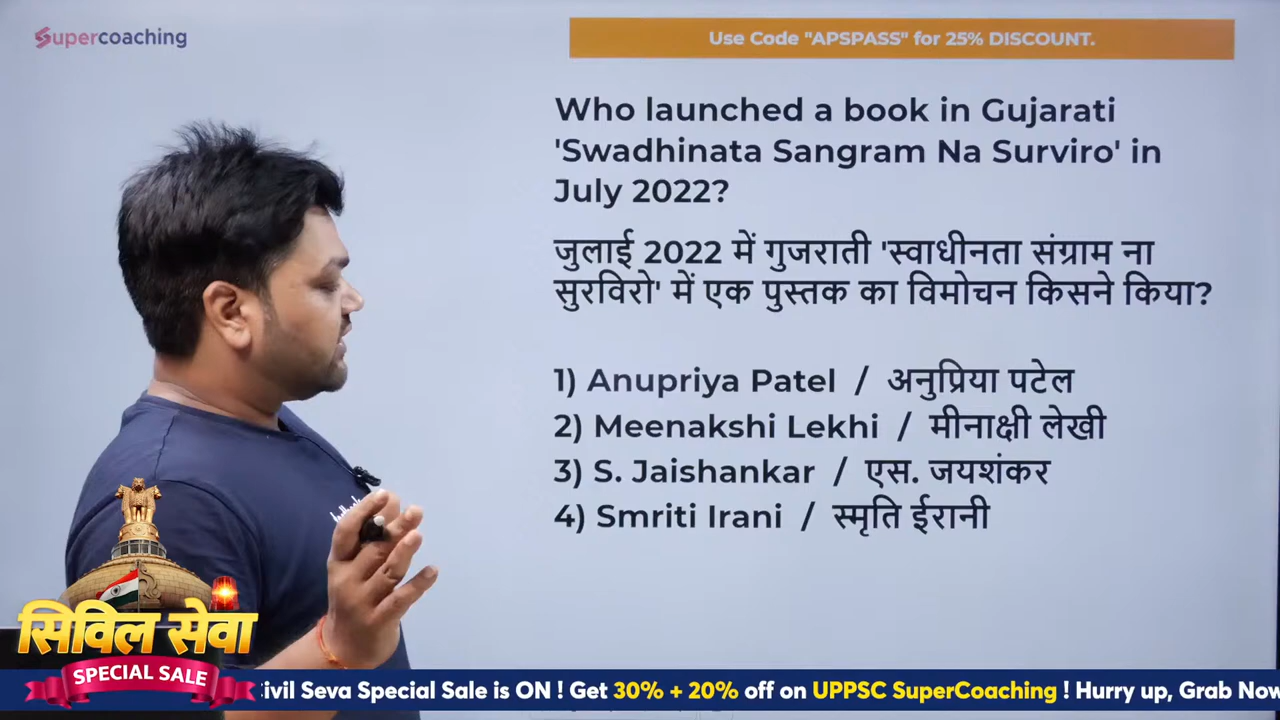 Supercoaching
Use Code "APSPASS" for 25% DISCOUNT.
Who launched a book in Gujarati
'Swadhinata Sangram Na Surviro' in
July 2022?
जुलाई 2022 में गुजराती 'स्वाधीनता संग्राम ना
सुरविरो' में एक पुस्तक का विमोचन किसने किया?
1) Anupriya Patel / अनुप्रिया पटेल
2) Meenakshi Lekhi / मीनाक्षी लेखी
3) S. Jaishankar / एस. जयशंकर
4) Smriti Irani / स्मृति ईरानी
सिविल सेवा
SPECIAL SALE
ivil Seva Special Sale is ON ! Get 30% + 20% off on UPPSC SuperCoaching ! Hurry up, Grab Now